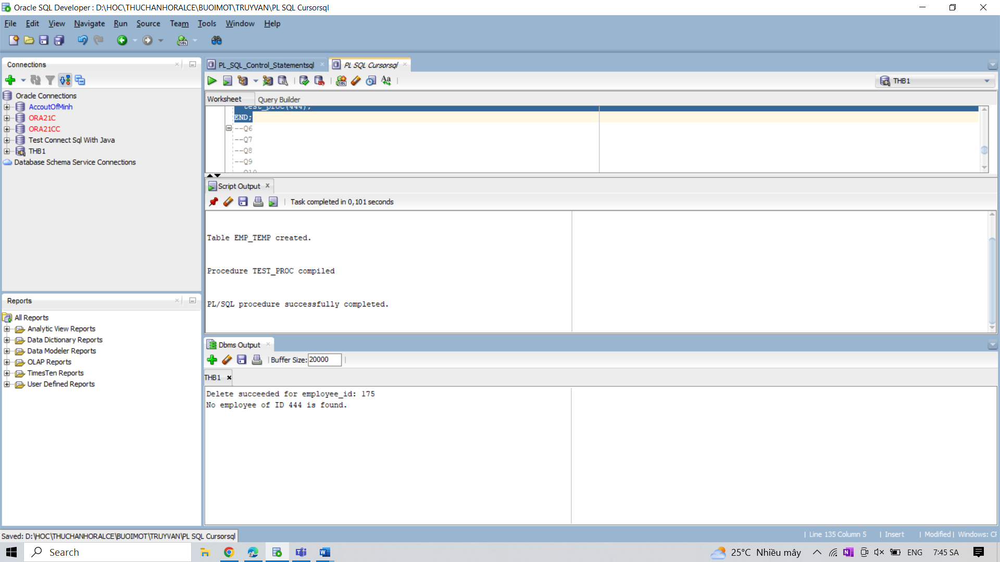 Oracle SQL Developer : D:\HOC\THUCHANHORALCE\BUOIMOT\TRUYVAN\PL SQL Cursorsql
File Edit View Navigate Run Source Team Tools Window Help
Connections
Oracle Connections
AccoutOfMinh
ORA21C
ORA21CC
Test Connect Sql With Java
THB1
Database Schema Service Connections
Reports
All Reports
Analytic View Reports
Data Dictionary Reports
Data Modeler Reports
OLAP Reports
TimesTen Reports
User Defined Reports
PL_SQL_Control_Statementsql
PL SQL Cursorsql
THB1
Worksheet
Query Builder
test_proc(444);
END;
--Q6
--Q7
--Q8
--Q9
Script Output
Task completed in 0,101 seconds
Table EMP_TEMP created.
Procedure TEST_PROC compiled
PL/SQL procedure successfully completed.
Dbms Output
Buffer Size: 20000
THB1
Delete succeeded for employee_id: 175
No employee of ID 444 is found.
Saved: D:\HOC\THUCHANHORALCE\BUOIMOT\TRUYVAN\PL SQL Cursorsql
Line 135 Column 5 | Insert | Modified | Windows:
Search
25°C Nhiều mây
ENG
7:45 SA